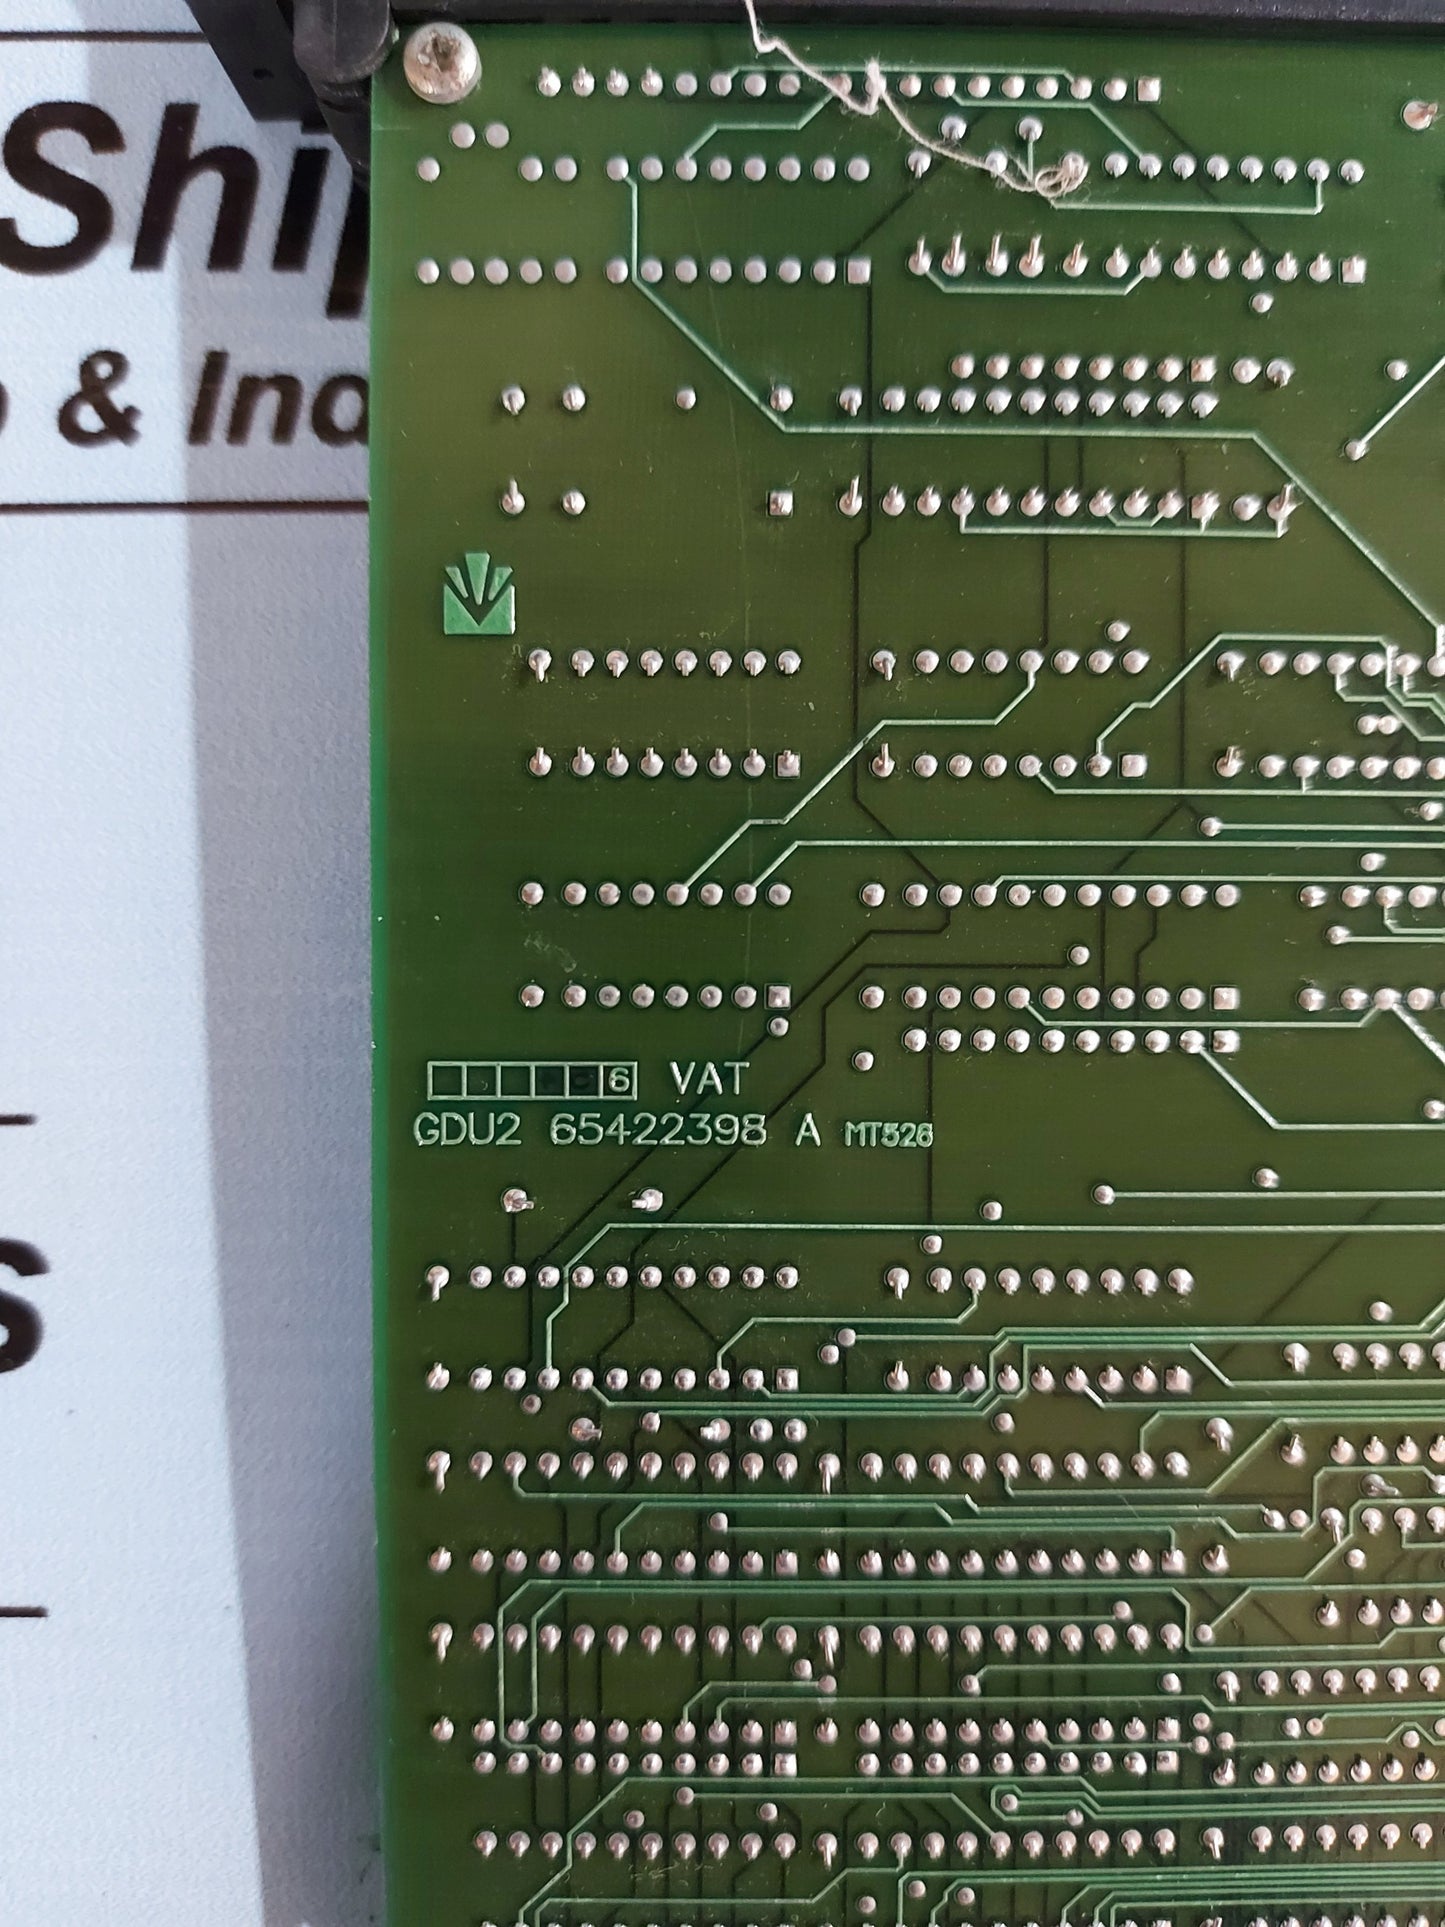 Ship
& Ind
6 VAT
GDU2 65422398 A MT526
s